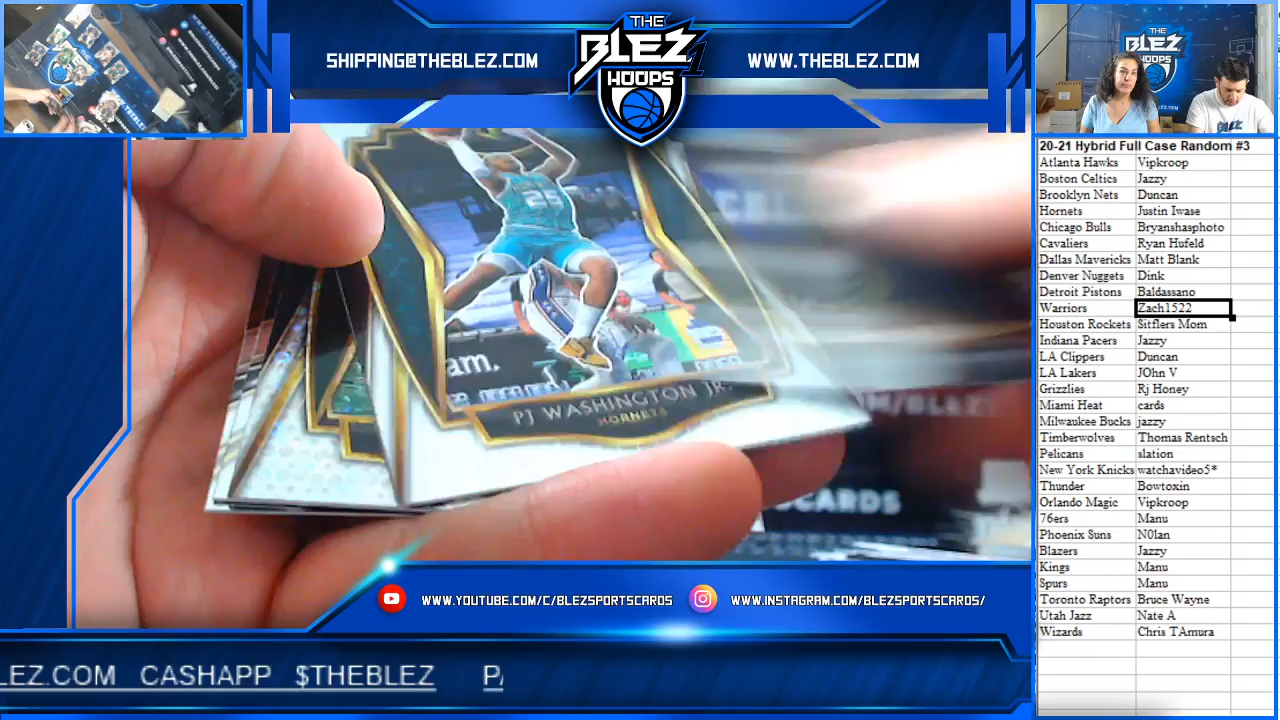 SHIPPING@THEBLEZ.COM
THE
BLEZ
HOOPS
WWW.THEBLEZ.COM
THE
BLEZ
20-21 Hybrid Full Case Random #3
Atlanta Hawks Vipkroop
Boston Celtics Jazzy
Brooklyn Nets Duncan
Hornets Justin Iwase
Chicago Bulls Bryanshasphoto
Cavaliers Ryan Hufeld
Dallas Mavericks Matt Blank
Denver Nuggets Dink
Detroit Pistons Baldassano
Warriors Zach1522
Houston Rockets Sitflers Mom
Indiana Pacers Jazzy
LA Clippers Duncan
LA Lakers JOhn V
Grizzlies Rj Honey
Miami Heat cards
Milwaukee Bucks jazzy
Timberwolves Thomas Rentsch
Pelicans slation
New York Knicks watchavideo5*
Thunder Bowtoxin
Orlando Magic Vipkroop
76ers Manu
Phoenix Suns N0lan
Blazers Jazzy
Kings Manu
Spurs Manu
Toronto Raptors Bruce Wayne
Utah Jazz Nate A
Wizards Chris TAmura
25
am.
PJ WASHINGTON JR.
HORNETS
M/BLEZ
SCARDS
WWW.YOUTUBE.COM/C/BLEZSPORTSCARDS
WWW.INSTAGRAM.COM/BLEZSPORTSCARDS/
LEZ.COM CASHAPP $THEBLEZ P